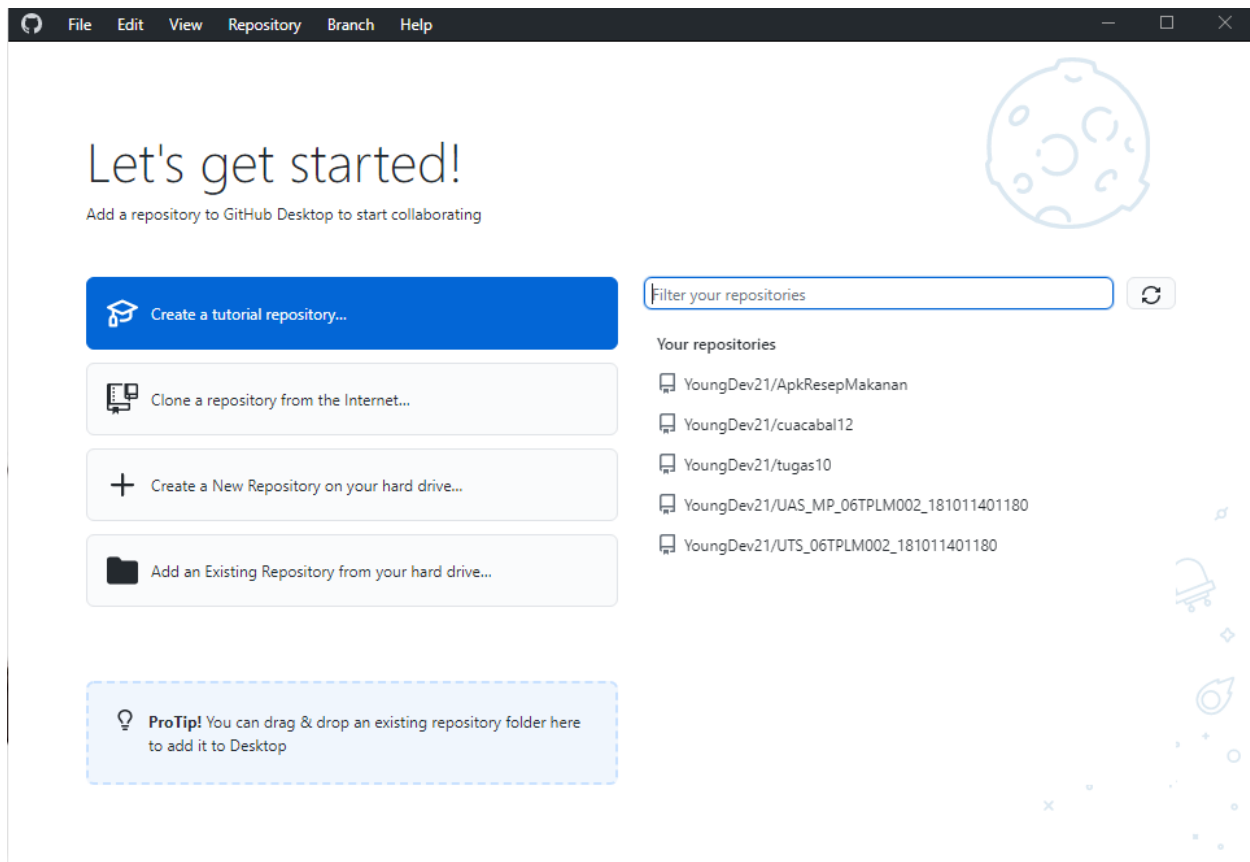 File Edit View Repository Branch Help
Let's get started!
Add a repository to GitHub Desktop to start collaborating
Create a tutorial repository...
Clone a repository from the Internet...
Create a New Repository on your hard drive...
Add an Existing Repository from your hard drive...
ProTip! You can drag & drop an existing repository folder here
to add it to Desktop
Filter your repositories
Your repositories
YoungDev21/ApkResepMakanan
YoungDev21/cuacabal12
YoungDev21/tugas10
YoungDev21/UAS_MP_06TPLM002_181011401180
YoungDev21/UTS_06TPLM002_181011401180